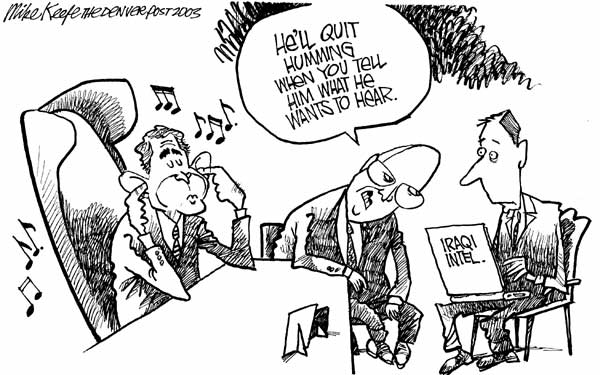 MIKE KEEFE THE DENVER POST 2003
HE'LL QUIT
HUMMING
WHEN YOU TELL
HIM WHAT HE
WANTS TO HEAR.
IRAQI
INTEL.